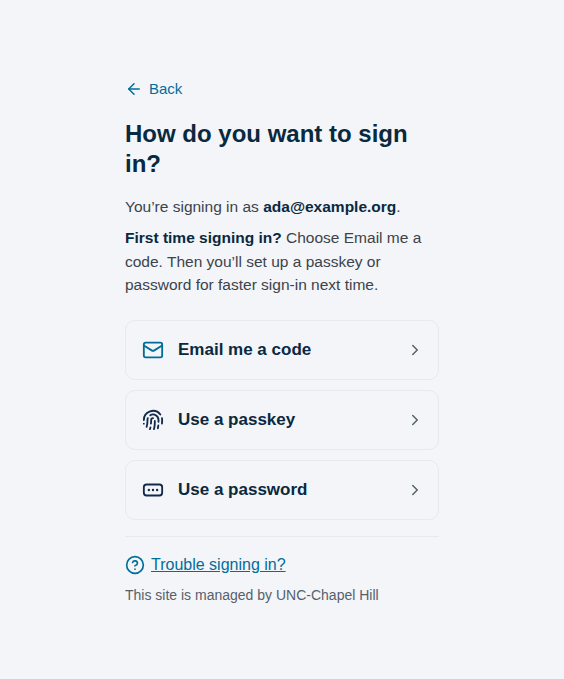 Back
How do you want to sign
in?
You’re signing in as ada@example.org.
First time signing in? Choose Email me a
code. Then you’ll set up a passkey or
password for faster sign-in next time.
Email me a code
Use a passkey
Use a password
Trouble signing in?
This site is managed by UNC-Chapel Hill